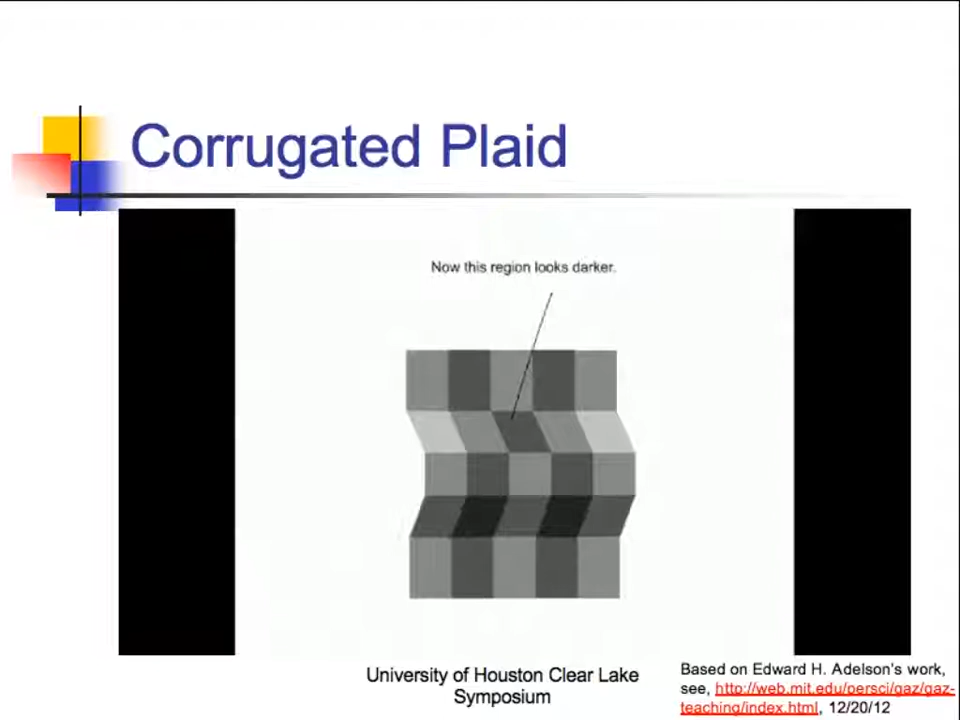 Corrugated Plaid
Now this region looks darker.
University of Houston Clear Lake
Symposium
Based on Edward H. Adelson's work,
see, http://web.mit.edu/persci/gaz/gaz-
teaching/index.html, 12/20/12